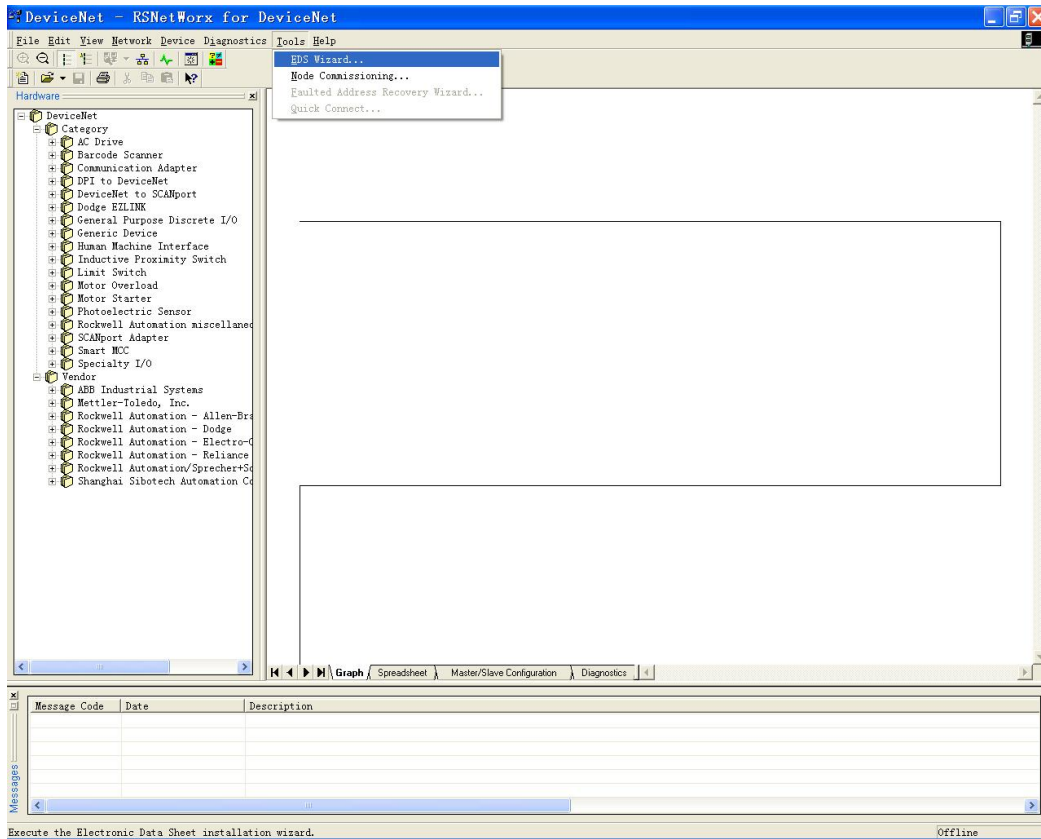 DeviceNet - RSNetWorx for DeviceNet
File Edit View Network Device Diagnostics Tools Help
EDS Wizard...
Node Commissioning...
Faulted Address Recovery Wizard...
Quick Connect...
Hardware
DeviceNet
Category
AC Drive
Barcode Scanner
Communication Adapter
DPI to DeviceNet
DeviceNet to SCANport
Dodge EZLINK
General Purpose Discrete I/O
Generic Device
Human Machine Interface
Inductive Proximity Switch
Limit Switch
Motor Overload
Motor Starter
Photoelectric Sensor
Rockwell Automation miscellaneo
SCANport Adapter
Smart MCC
Specialty I/O
Vendor
ABB Industrial Systems
Mettler-Toledo, Inc.
Rockwell Automation - Allen-Bra
Rockwell Automation - Dodge
Rockwell Automation - Electro-C
Rockwell Automation - Reliance
Rockwell Automation/Sprecher+Sc
Shanghai Sibotech Automation Co
Graph Spreadsheet Master/Slave Configuration Diagnostics
Message Code Date Description
Messages
Execute the Electronic Data Sheet installation wizard. Offline